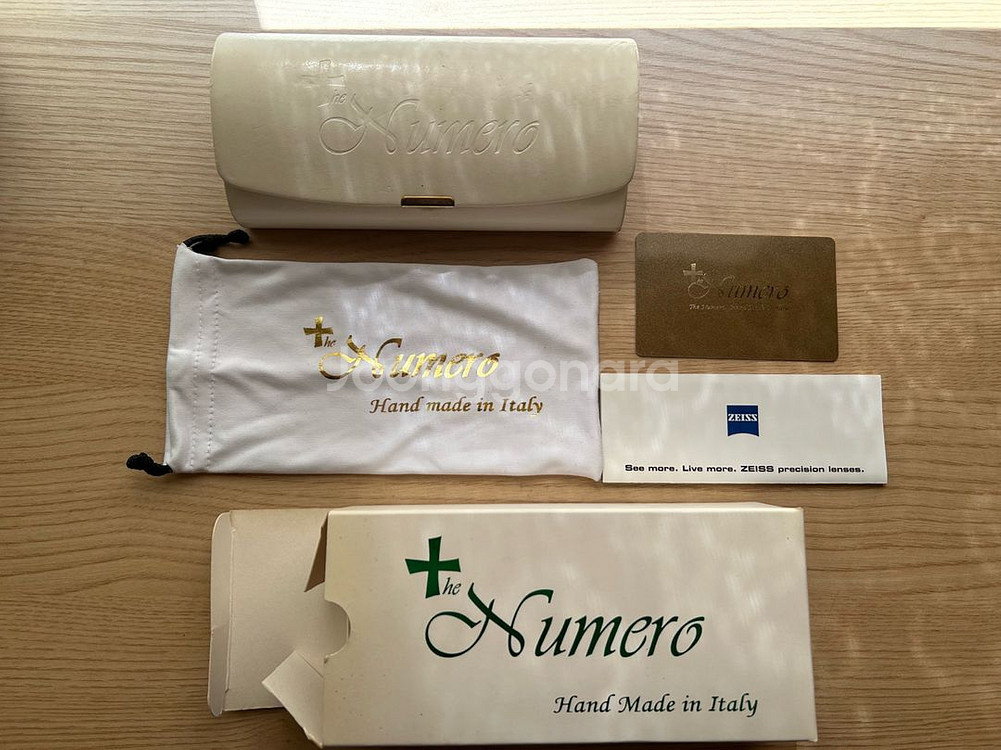 The
Numero
The
Numero
Hand made in Italy
The
Numero
ZEISS
See more. Live more. ZEISS precision lenses.
joonggonara
The
Numero
Hand Made in Italy